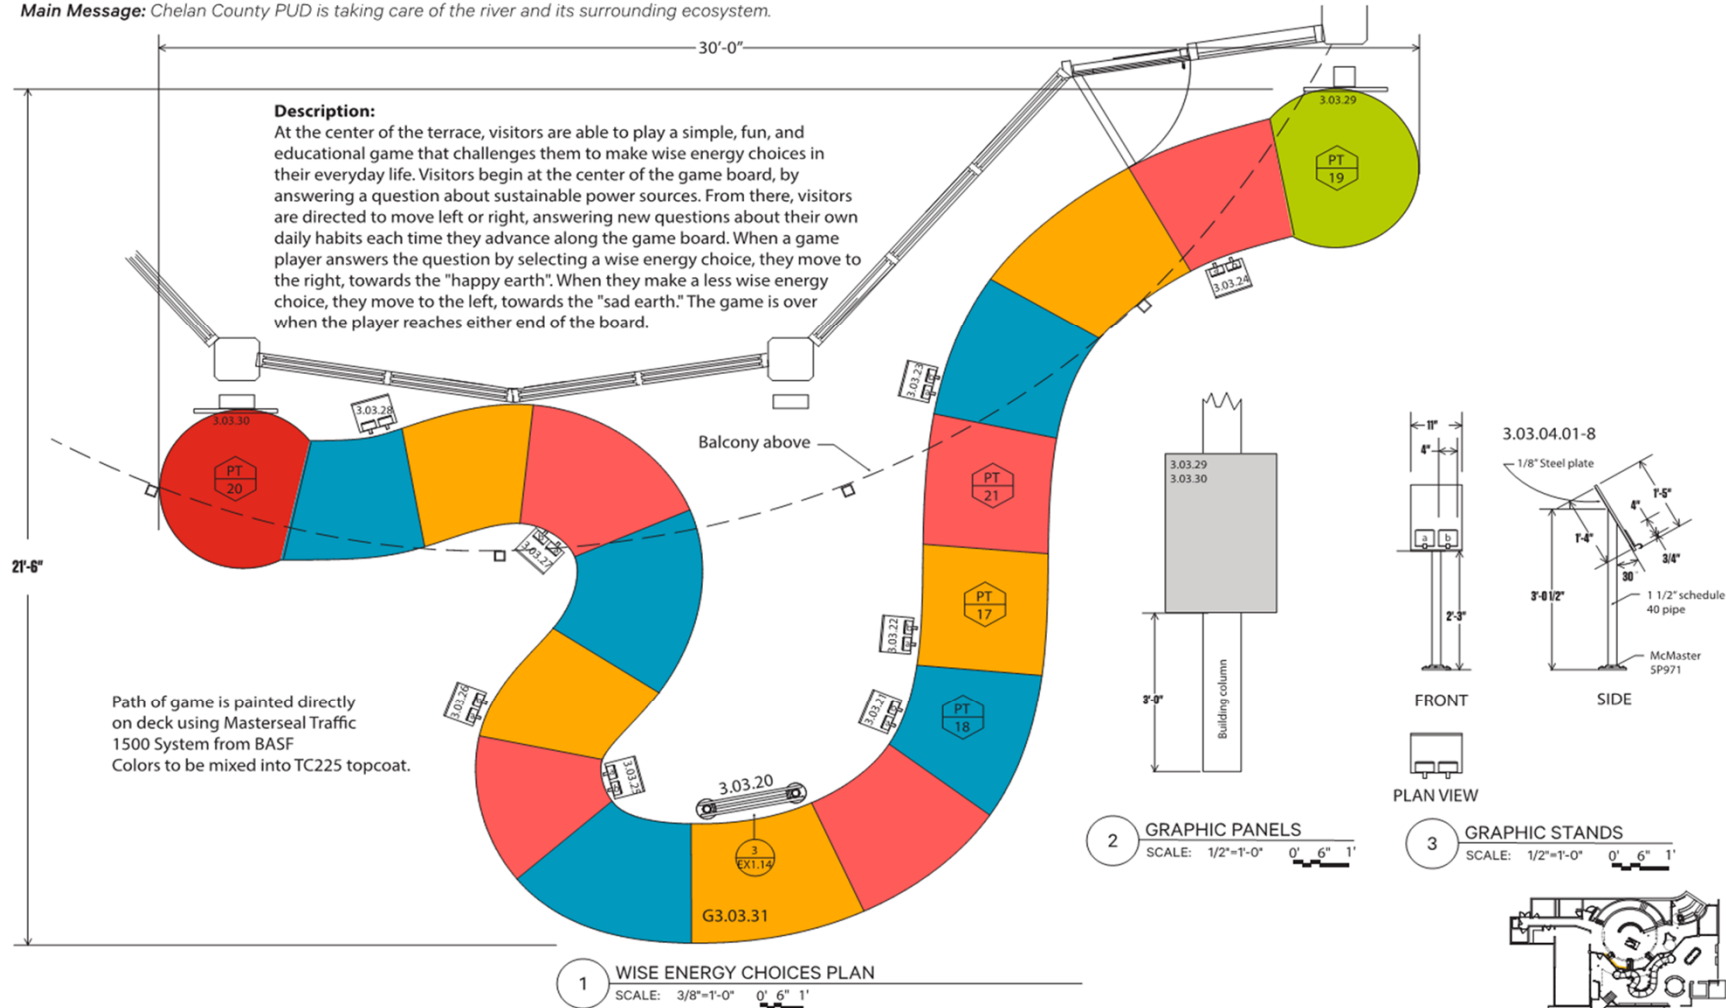 Main Message: Chelan County PUD is taking care of the river and its surrounding ecosystem.
30'-0"
Description:
At the center of the terrace, visitors are able to play a simple, fun, and
educational game that challenges them to make wise energy choices in
their everyday life. Visitors begin at the center of the game board, by
answering a question about sustainable power sources. From there, visitors
are directed to move left or right, answering new questions about their own
daily habits each time they advance along the game board. When a game
player answers the question by selecting a wise energy choice, they move to
the right, towards the "happy earth". When they make a less wise energy
choice, they move to the left, towards the "sad earth." The game is over
when the player reaches either end of the board.
3.03.29
PT
19
3.03.24
3.03.23
3.03.28
3.03.30
PT
20
Balcony above
3.03.27
PT
21
PT
17
3.03.22
3.03.26
3.03.21
PT
18
3.03.25
3.03.20
3
EX1.14
G3.03.31
21'-6"
Path of game is painted directly
on deck using Masterseal Traffic
1500 System from BASF
Colors to be mixed into TC225 topcoat.
1
WISE ENERGY CHOICES PLAN
SCALE: 3/8"=1'-0" 0' 6" 1'
3.03.29
3.03.30
3'-0"
Building column
2
GRAPHIC PANELS
SCALE: 1/2"=1'-0" 0' 6" 1'
11"
4"
a b
2'-3"
FRONT
PLAN VIEW
3.03.04.01-8
1/8" Steel plate
1'-5"
4"
1'-4"
3/4"
30
3'-0 1/2"
1 1/2" schedule
40 pipe
McMaster
5P971
SIDE
3
GRAPHIC STANDS
SCALE: 1/2"=1'-0" 0' 6" 1'